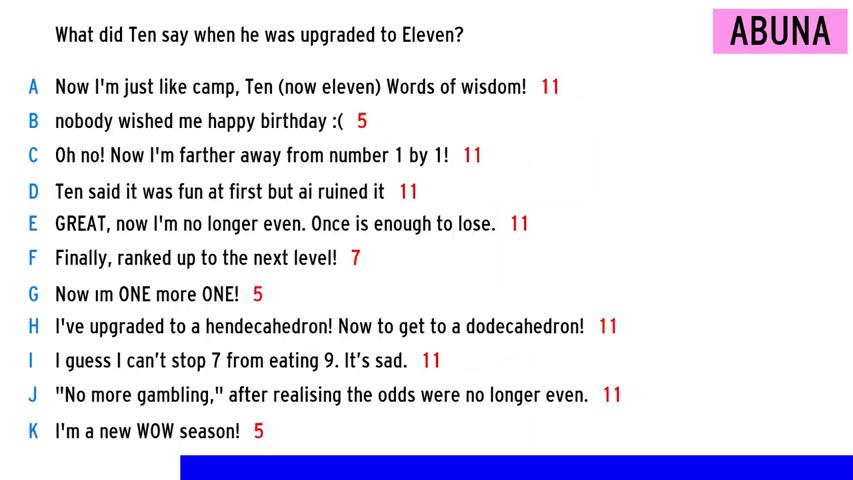 What did Ten say when he was upgraded to Eleven?
ABUNA
A Now I'm just like camp, Ten (now eleven) Words of wisdom! 11
B nobody wished me happy birthday :( 5
C Oh no! Now I'm farther away from number 1 by 1! 11
D Ten said it was fun at first but ai ruined it 11
E GREAT, now I'm no longer even. Once is enough to lose. 11
F Finally, ranked up to the next level! 7
G Now ım ONE more ONE! 5
H I've upgraded to a hendecahedron! Now to get to a dodecahedron! 11
I I guess I can’t stop 7 from eating 9. It’s sad. 11
J "No more gambling," after realising the odds were no longer even. 11
K I'm a new WOW season! 5